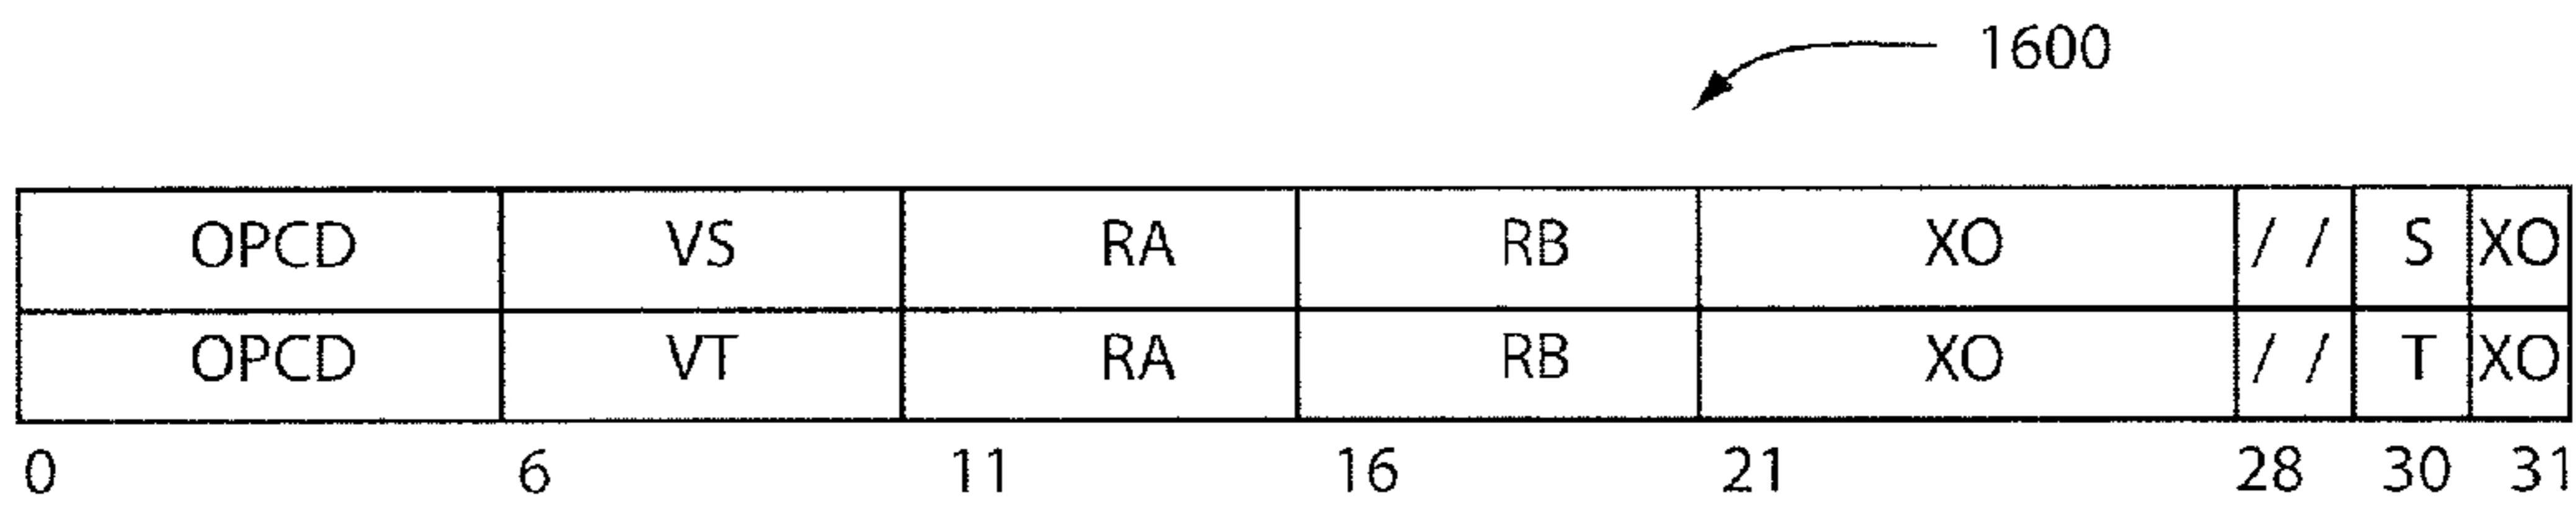 1600
OPCD VS RA RB XO / / S XO
OPCD VT RA RB XO / / T XO
0 6 11 16 21 28 30 31